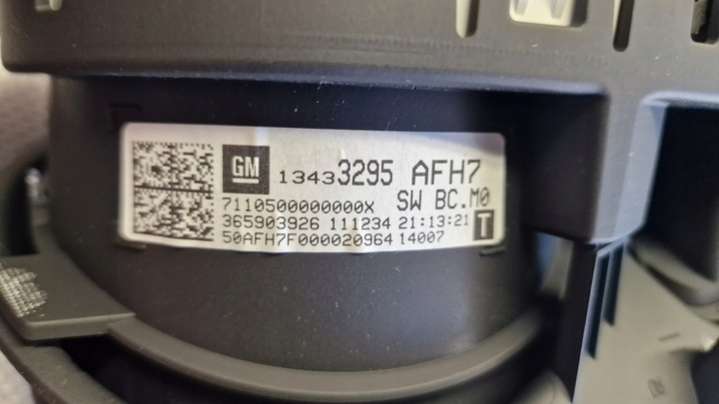 GM 13433295 AFH7
7110500000000X SW BC.M0
365903926 111234 21:13:21 T
50AFH7F000020964 14007